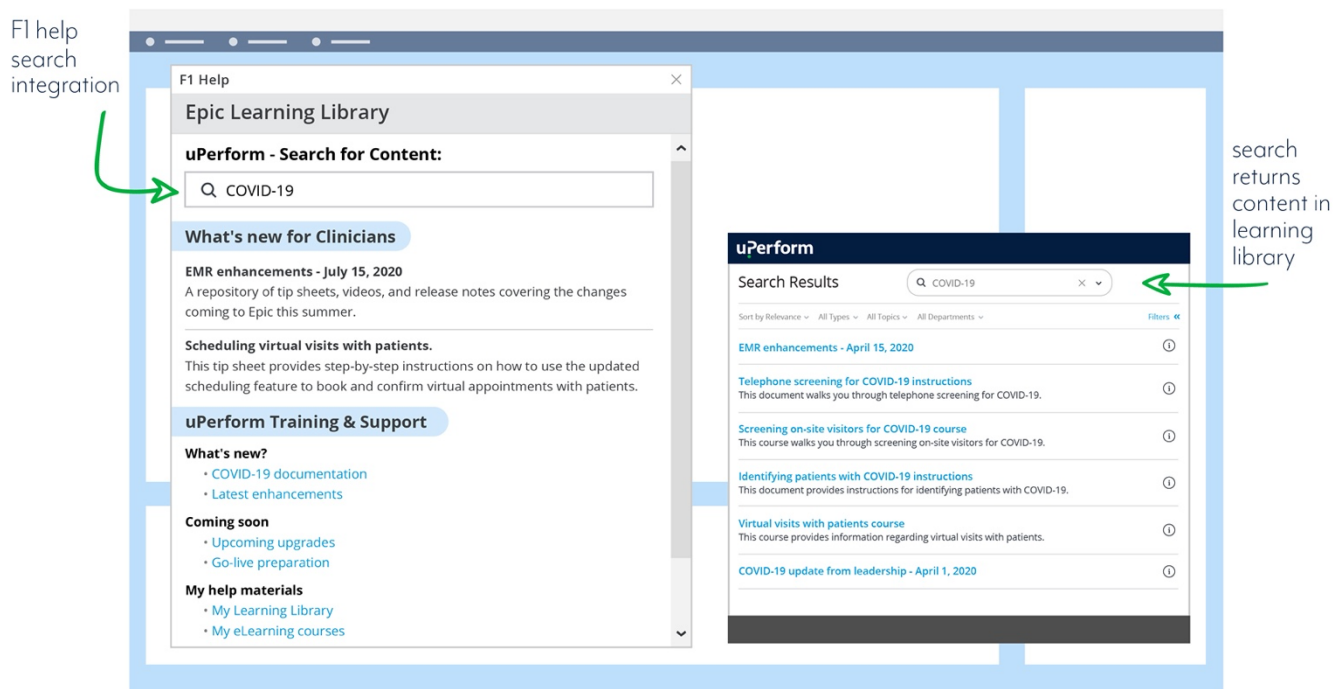 F1 help
search
integration
F1 Help
Epic Learning Library
uPerform - Search for Content:
COVID-19
What's new for Clinicians
EMR enhancements - July 15, 2020
A repository of tip sheets, videos, and release notes covering the changes
coming to Epic this summer.
Scheduling virtual visits with patients.
This tip sheet provides step-by-step instructions on how to use the updated
scheduling feature to book and confirm virtual appointments with patients.
uPerform Training & Support
What's new?
• COVID-19 documentation
• Latest enhancements
Coming soon
• Upcoming upgrades
• Go-live preparation
My help materials
• My Learning Library
• My eLearning courses
uPerform
Search Results
COVID-19
Sort by Relevance All Types All Topics All Departments Filters
EMR enhancements - April 15, 2020
Telephone screening for COVID-19 instructions
This document walks you through telephone screening for COVID-19.
Screening on-site visitors for COVID-19 course
This course walks you through screening on-site visitors for COVID-19.
Identifying patients with COVID-19 instructions
This document provides instructions for identifying patients with COVID-19.
Virtual visits with patients course
This course provides information regarding virtual visits with patients.
COVID-19 update from leadership - April 1, 2020
search
returns
content in
learning
library